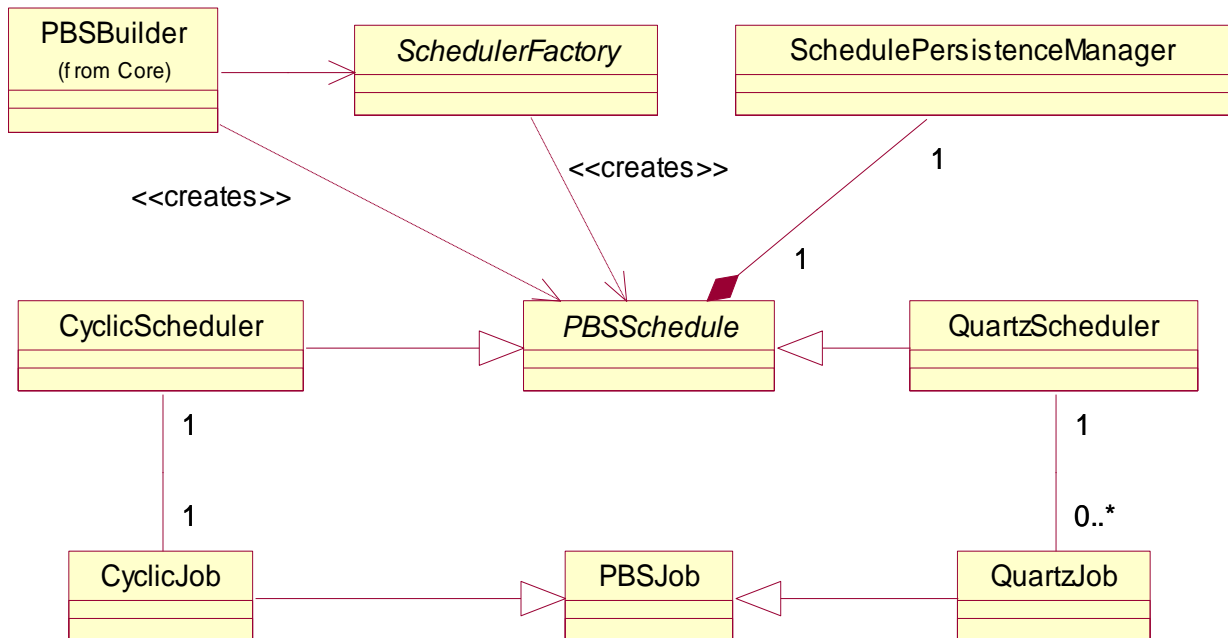 PBSBuilder
(from Core)
SchedulerFactory
SchedulePersistenceManager
<<creates>>
<<creates>>
1
1
CyclicScheduler
PBSSchedule
QuartzScheduler
1
1
1
0..*
CyclicJob
PBSJob
QuartzJob